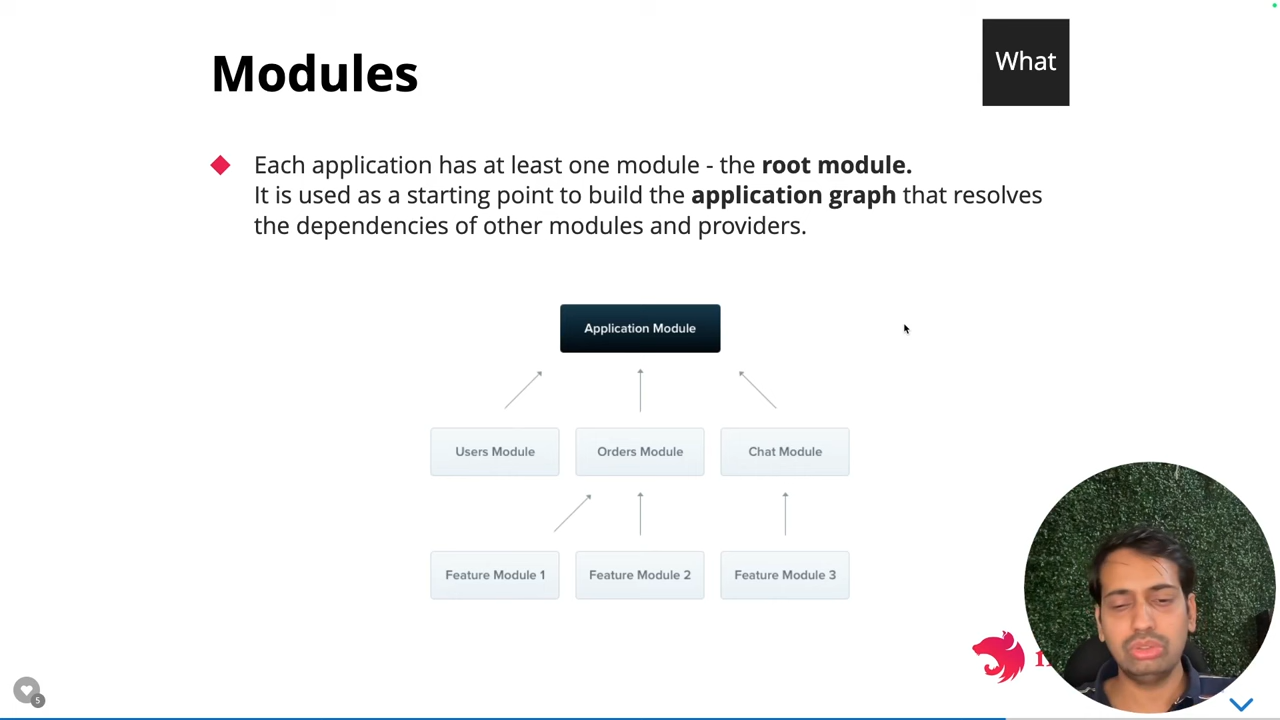 Modules
What
Each application has at least one module - the root module.
It is used as a starting point to build the application graph that resolves
the dependencies of other modules and providers.
Application Module
Users Module
Orders Module
Chat Module
Feature Module 1
Feature Module 2
Feature Module 3
5